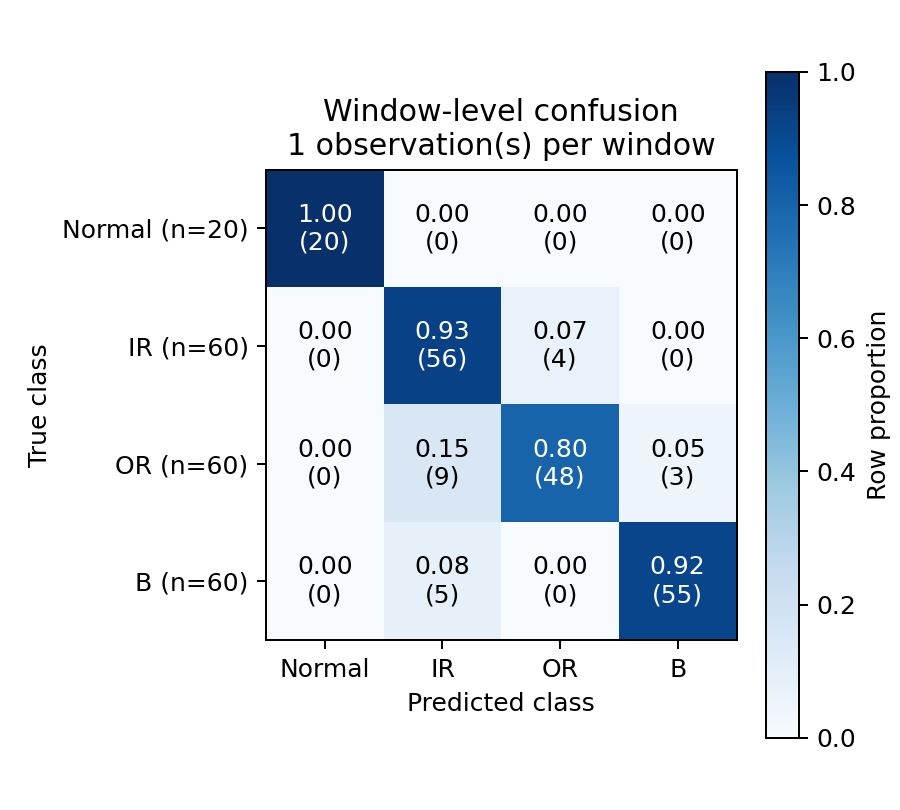 Window-level confusion
1 observation(s) per window
Normal (n=20)
1.00 0.00 0.00 0.00
(20) (0) (0) (0)
IR (n=60)
0.00 0.93 0.07 0.00
(0) (56) (4) (0)
OR (n=60)
0.00 0.15 0.80 0.05
(0) (9) (48) (3)
B (n=60)
0.00 0.08 0.00 0.92
(0) (5) (0) (55)
Normal IR OR B
Predicted class
True class
1.0
0.8
0.6
0.4
0.2
0.0
Row proportion